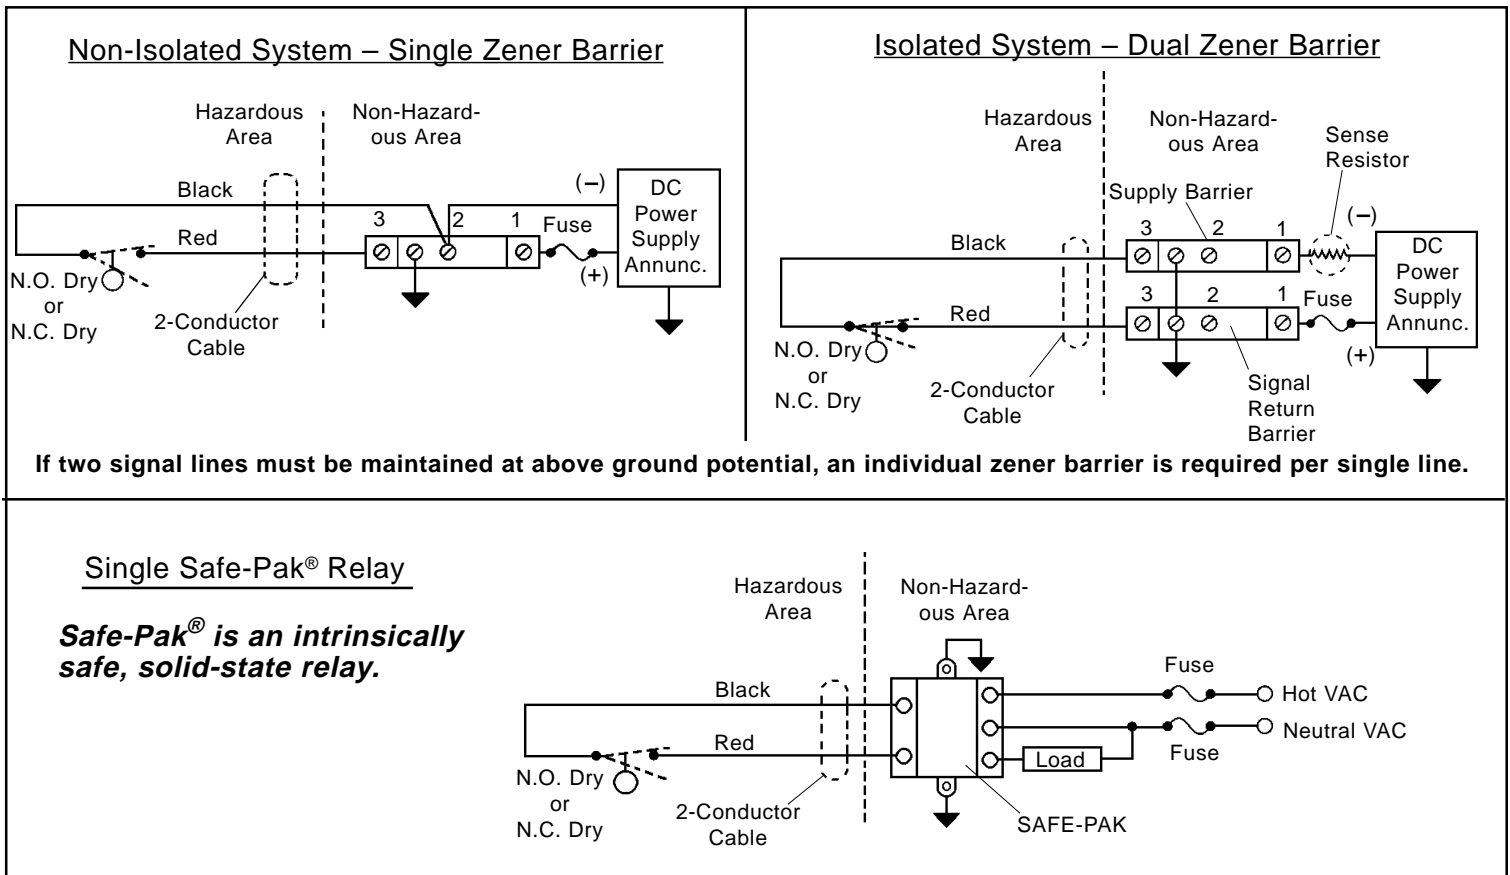 Non-Isolated System – Single Zener Barrier
Hazardous
Area
Non-Hazard-
ous Area
Black
Red
3
2
1
Fuse
(–)
(+)
DC
Power
Supply
Annunc.
N.O. Dry
or
N.C. Dry
2-Conductor
Cable
Isolated System – Dual Zener Barrier
Hazardous
Area
Non-Hazard-
ous Area
Sense
Resistor
Supply Barrier
Black
3
2
1
(–)
Red
3
2
1
Fuse
(+)
DC
Power
Supply
Annunc.
N.O. Dry
or
N.C. Dry
2-Conductor
Cable
Signal
Return
Barrier
If two signal lines must be maintained at above ground potential, an individual zener barrier is required per single line.
Single Safe-Pak® Relay
Safe-Pak® is an intrinsically
safe, solid-state relay.
Hazardous
Area
Non-Hazard-
ous Area
Black
Red
Fuse
Hot VAC
Neutral VAC
Fuse
Load
N.O. Dry
or
N.C. Dry
2-Conductor
Cable
SAFE-PAK